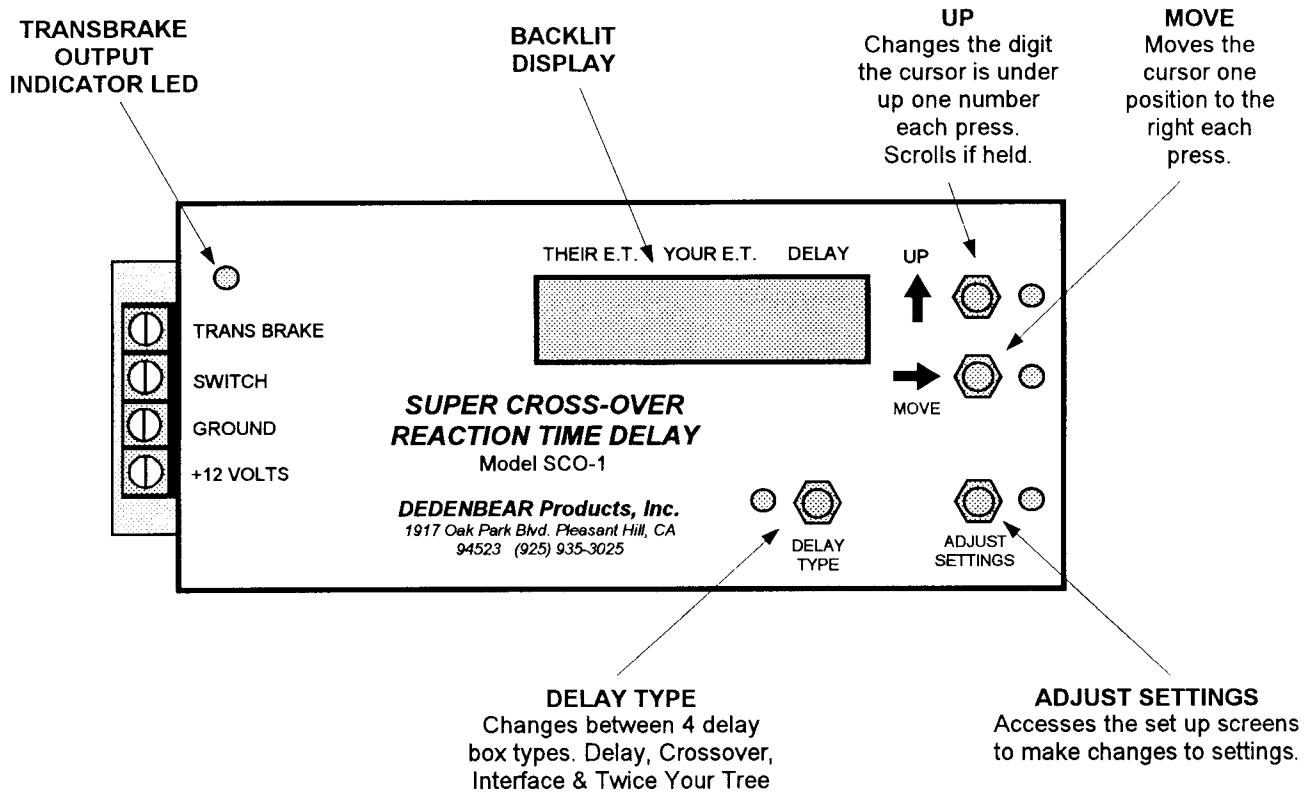 TRANSBRAKE
OUTPUT
INDICATOR LED
BACKLIT
DISPLAY
UP
Changes the digit
the cursor is under
up one number
each press.
Scrolls if held.
MOVE
Moves the
cursor one
position to the
right each
press.
THEIR E.T. YOUR E.T. DELAY
UP
MOVE
TRANS BRAKE
SWITCH
GROUND
+12 VOLTS
SUPER CROSS-OVER
REACTION TIME DELAY
Model SCO-1
DEDENBEAR Products, Inc.
1917 Oak Park Blvd. Pleasant Hill, CA
94523 (925) 935-3025
DELAY
TYPE
ADJUST
SETTINGS
DELAY TYPE
Changes between 4 delay
box types. Delay, Crossover,
Interface & Twice Your Tree
ADJUST SETTINGS
Accesses the set up screens
to make changes to settings.